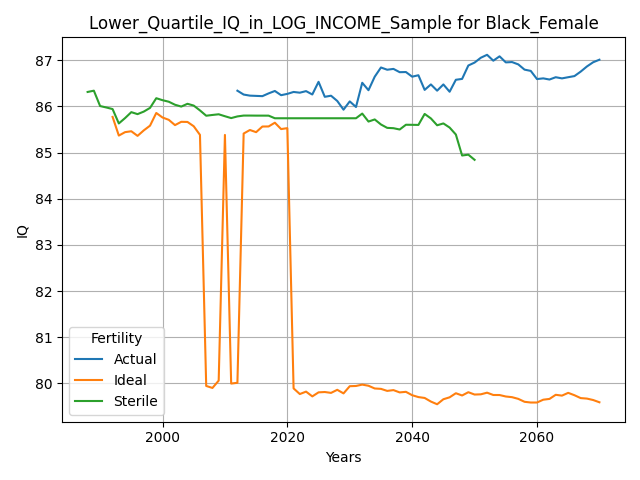 Lower_Quartile_IQ_in_LOG_INCOME_Sample for Black_Female
87
86
85
84
83
82
81
80
IQ
Fertility
Actual
Ideal
Sterile
2000
2020
2040
2060
Years